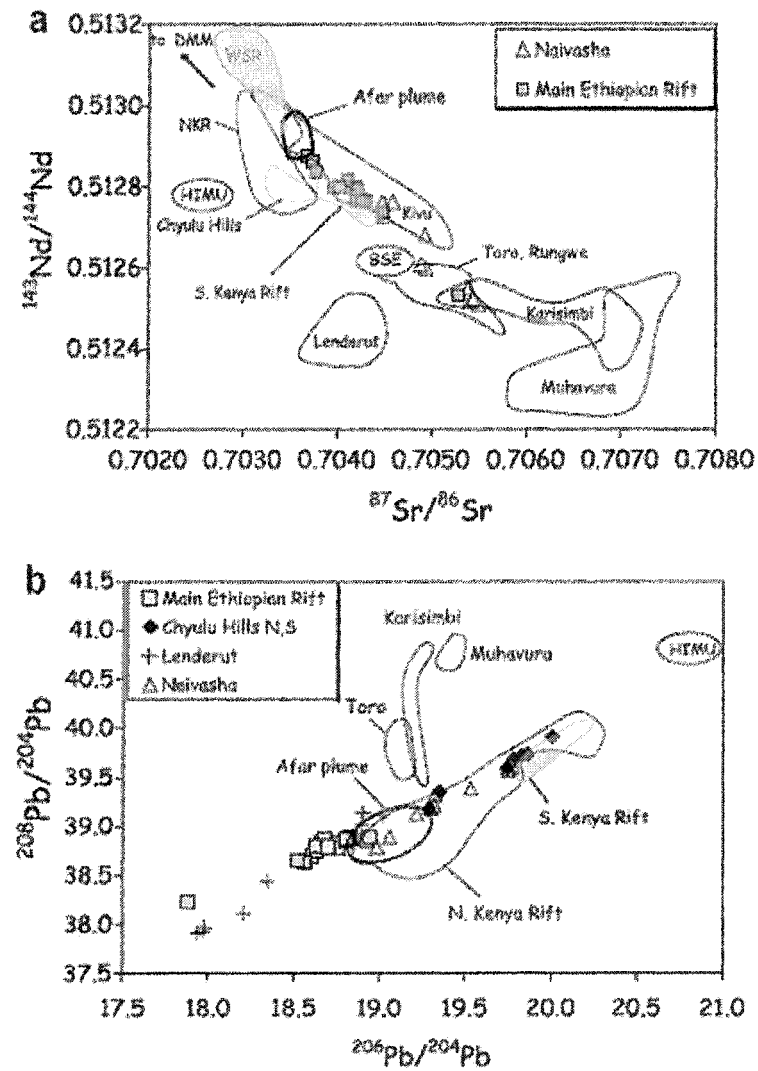 a
0.5132
0.5130
0.5128
0.5126
0.5124
0.5122
143Nd/144Nd
to DMM
WSR
△ Naivasha
Main Ethiopian Rift
Afar plume
NKR
HIMU
Chyulu Hills
Kivu
S. Kenya Rift
BSE
Toro, Rungwe
Karisimbi
Lenderut
Muhavura
0.7020 0.7030 0.7040 0.7050 0.7060 0.7070 0.7080
87Sr/86Sr
b
41.5
41.0
40.5
40.0
39.5
39.0
38.5
38.0
37.5
208Pb/204Pb
□ Main Ethiopian Rift
◆ Chyulu Hills N,S
+ Lenderut
△ Naivasha
Karisimbi
Muhavura
HIMU
Toro
Afar plume
S. Kenya Rift
N. Kenya Rift
17.5 18.0 18.5 19.0 19.5 20.0 20.5 21.0
206Pb/204Pb